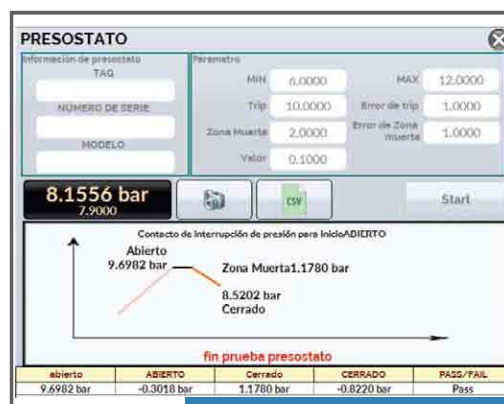 PRESOSTATO
Información de presostato
TAG
NÚMERO DE SERIE
MODELO
Parametro
MIN 6.0000 MAX 12.0000
Trip 10.0000 Error de trip 1.0000
Zona Muerta 2.0000 Error de Zona muerta 1.0000
Valor 0.1000
8.1556 bar
7.9000
CSV
Start
Contacto de Interrupción de presión para InicioABIERTO
Abierto
9.6982 bar
Zona Muerta1.1780 bar
8.5202 bar
Cerrado
fin prueba presostato
abierto ABIERTO Cerrado CERRADO PASS/FAIL
9.6982 bar -0.3018 bar 1.1780 bar -0.8220 bar Pass